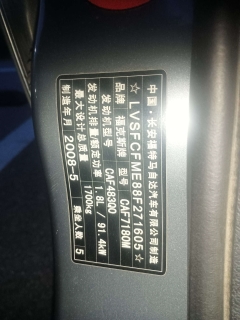 中国·长安福特马自达汽车有限公司制造
☆LVSFCFME88F271605☆
品牌 福克斯牌 型号 CAF7180M
发动机型号 CAF483Q0
发动机排量/额定功率 1.8L / 91.4kW
最大设计总质量 1700kg
制造年月 2008-5 乘坐人数 5